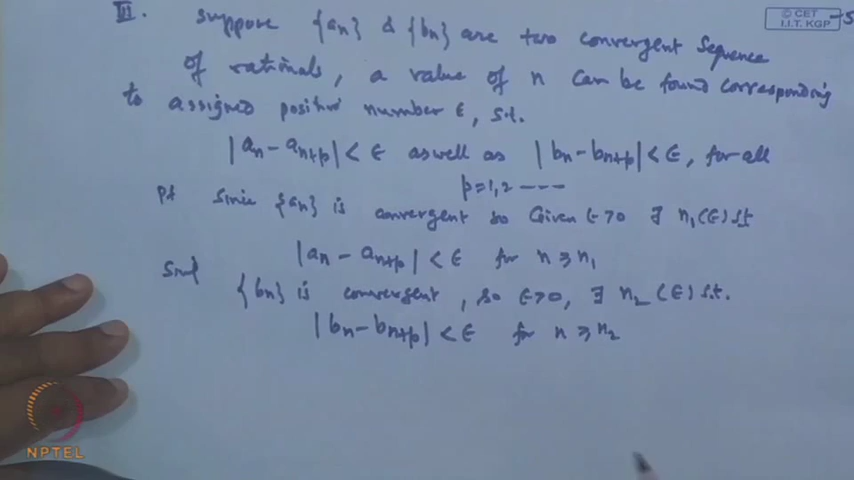 © CET
I.I.T. KGP
III. Suppose {an} & {bn} are two convergent Sequence
of rationals, a value of n can be found corresponding
to assigned positive number ε, s.t.
|an - an+p| < ε as well as |bn - bn+p| < ε, for all
p = 1, 2 ----
Pf Since {an} is convergent so Given ε>0 ∃ n1(ε) s.t
|an - an+p| < ε for n ≥ n1
{bn} is convergent, so ε>0, ∃ n2(ε) s.t.
|bn - bn+p| < ε for n ≥ n2
NPTEL